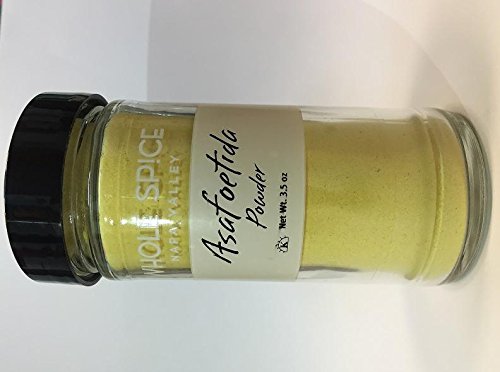 WHOLE SPICE
NAPA VALLEY
Asafoetida
Powder
Net Wt. 3.5 oz
K